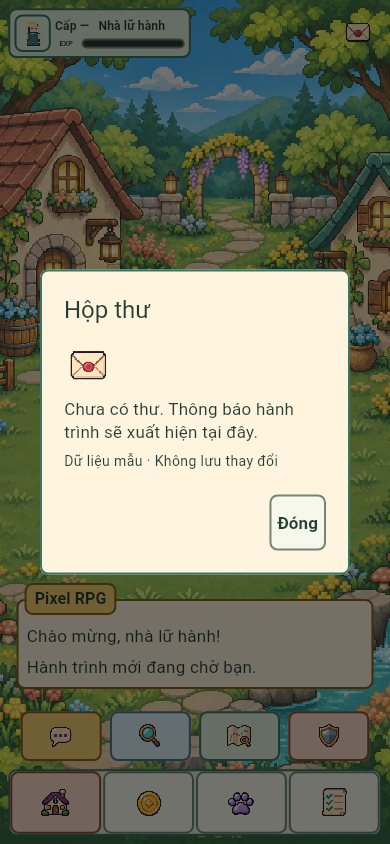 Cấp — Nhà lữ hành
EXP
Hộp thư
Chưa có thư. Thông báo hành
trình sẽ xuất hiện tại đây.
Dữ liệu mẫu · Không lưu thay đổi
Đóng
Pixel RPG
Chào mừng, nhà lữ hành!
Hành trình mới đang chờ bạn.